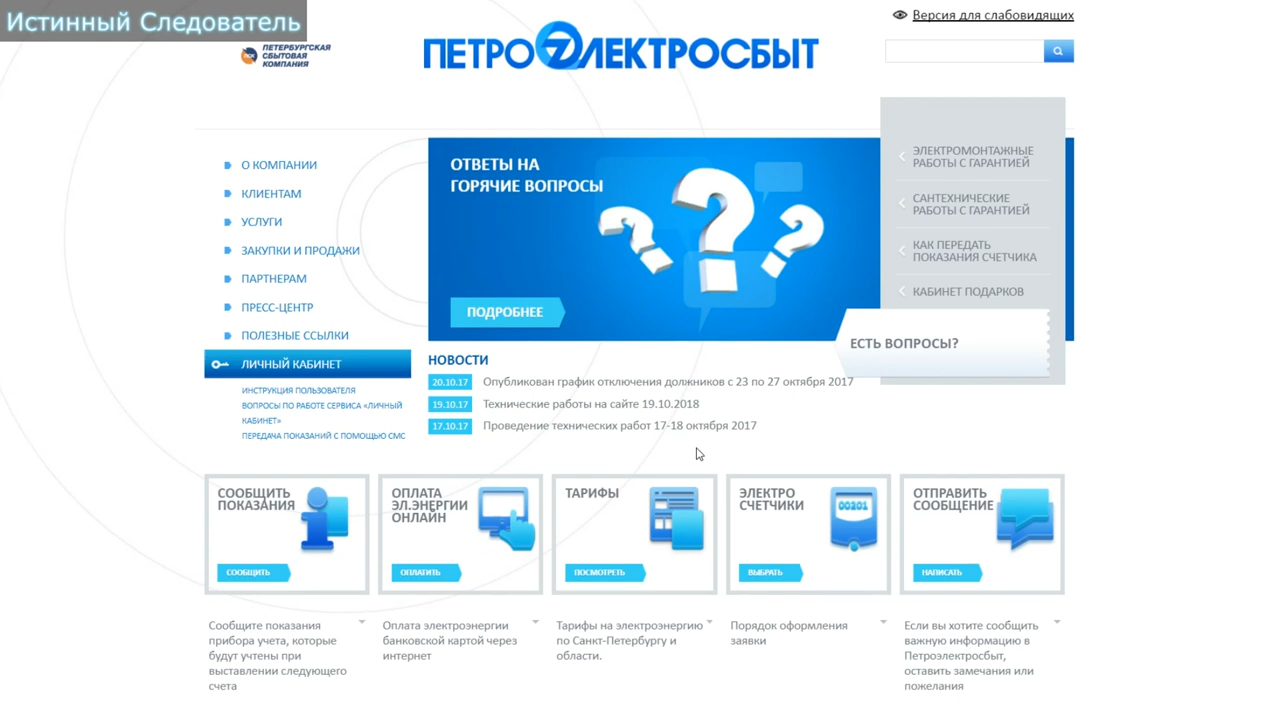 Истинный Следователь
Версия для слабовидящих
ПЕТЕРБУРГСКАЯ
СБЫТОВАЯ
КОМПАНИЯ
ПЕТРОЭЛЕКТРОСБЫТ
О КОМПАНИИ
КЛИЕНТАМ
УСЛУГИ
ЗАКУПКИ И ПРОДАЖИ
ПАРТНЕРАМ
ПРЕСС-ЦЕНТР
ПОЛЕЗНЫЕ ССЫЛКИ
ЛИЧНЫЙ КАБИНЕТ
ИНСТРУКЦИЯ ПОЛЬЗОВАТЕЛЯ
ВОПРОСЫ ПО РАБОТЕ СЕРВИСА «ЛИЧНЫЙ
КАБИНЕТ»
ПЕРЕДАЧА ПОКАЗАНИЙ С ПОМОЩЬЮ СМС
ОТВЕТЫ НА
ГОРЯЧИЕ ВОПРОСЫ
ПОДРОБНЕЕ
ЭЛЕКТРОМОНТАЖНЫЕ
РАБОТЫ С ГАРАНТИЕЙ
САНТЕХНИЧЕСКИЕ
РАБОТЫ С ГАРАНТИЕЙ
КАК ПЕРЕДАТЬ
ПОКАЗАНИЯ СЧЕТЧИКА
КАБИНЕТ ПОДАРКОВ
ЕСТЬ ВОПРОСЫ?
НОВОСТИ
20.10.17 Опубликован график отключения должников с 23 по 27 октября 2017
19.10.17 Технические работы на сайте 19.10.2018
17.10.17 Проведение технических работ 17-18 октября 2017
СООБЩИТЬ
ПОКАЗАНИЯ
СООБЩИТЬ
ОПЛАТА
ЭЛ.ЭНЕРГИИ
ОНЛАЙН
ОПЛАТИТЬ
ТАРИФЫ
ПОСМОТРЕТЬ
ЭЛЕКТРО
СЧЕТЧИКИ
00201
ВЫБРАТЬ
ОТПРАВИТЬ
СООБЩЕНИЕ
НАПИСАТЬ
Сообщите показания
прибора учета, которые
будут учтены при
выставлении следующего
счета
Оплата электроэнергии
банковской картой через
интернет
Тарифы на электроэнергию
по Санкт-Петербургу и
области.
Порядок оформления
заявки
Если вы хотите сообщить
важную информацию в
Петроэлектросбыт,
оставить замечания или
пожелания